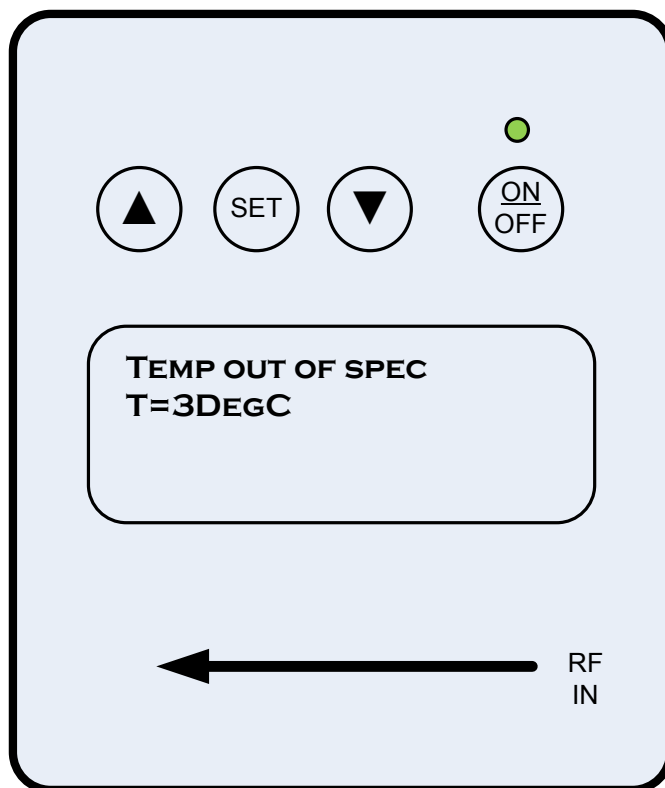 ▲ SET ▼ ON
OFF
TEMP OUT OF SPEC
T=3DEGC
RF
IN